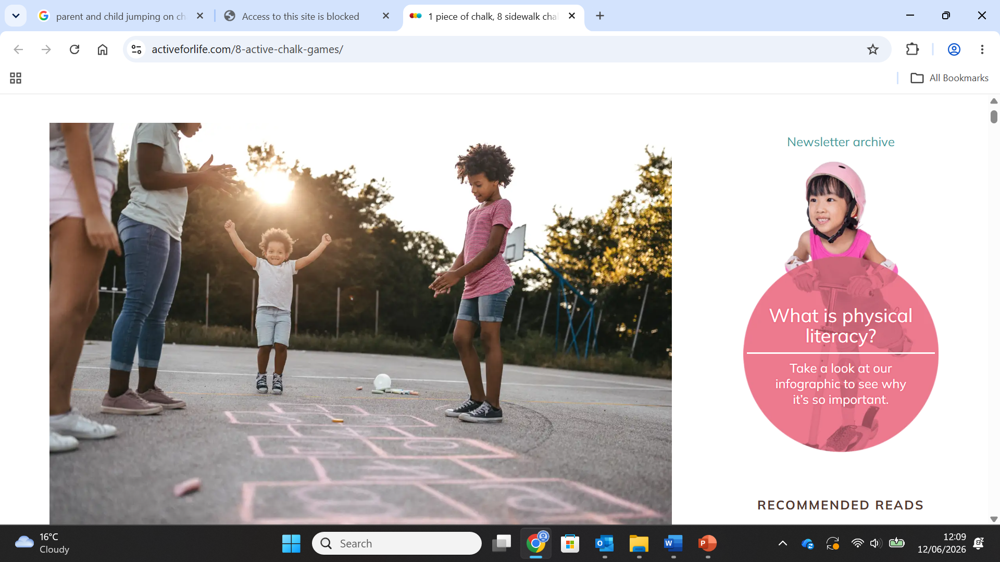 parent and child jumping on ch
Access to this site is blocked
1 piece of chalk, 8 sidewalk cha
activeforlife.com/8-active-chalk-games/
All Bookmarks
Newsletter archive
What is physical
literacy?
Take a look at our
infographic to see why
it's so important.
RECOMMENDED READS
16°C
Cloudy
Search
12:09
12/06/2026